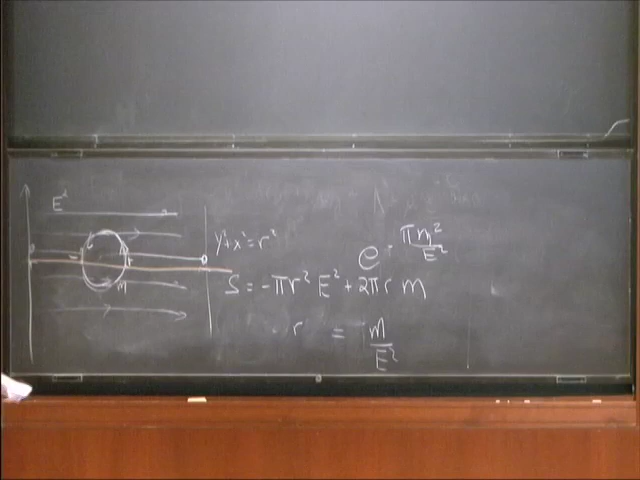 E²
m
y²+x²=r²
e^{-πm²/E²}
S = -πr² E² + 2πr m
r = m/E²